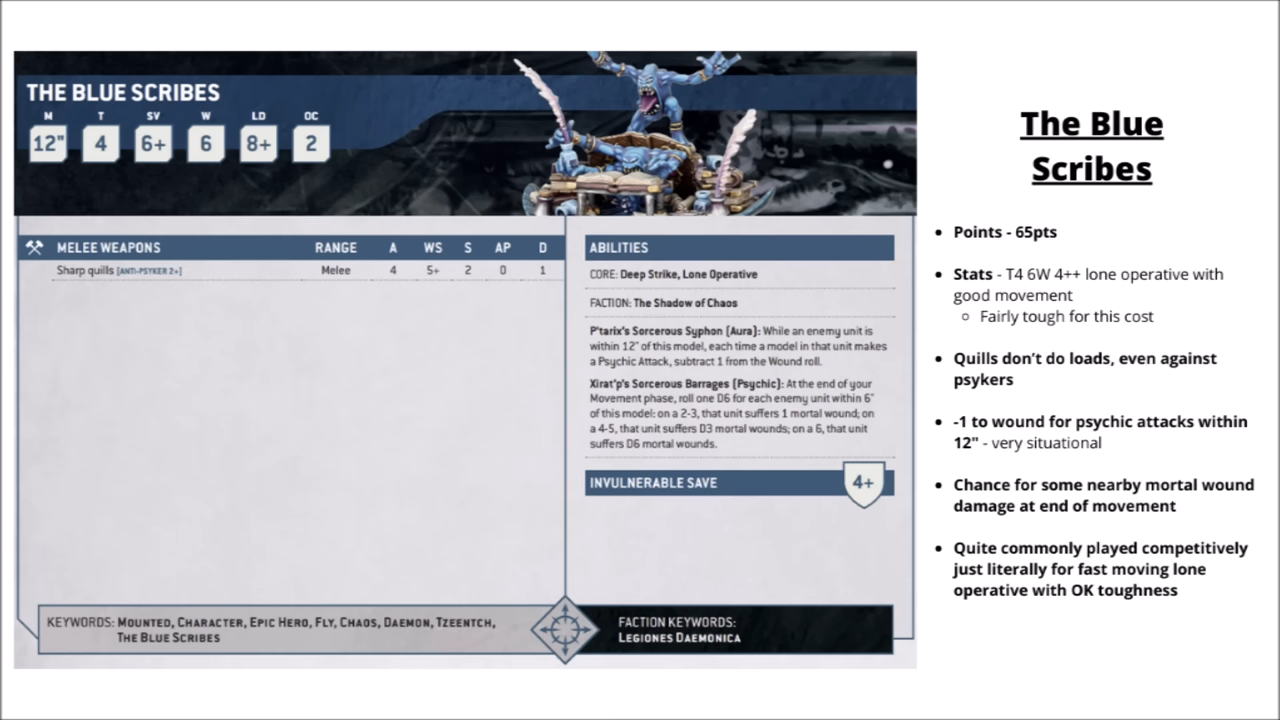 THE BLUE SCRIBES
M T SV W LD OC
12" 4 6+ 6 8+ 2
MELEE WEAPONS RANGE A WS S AP D
Sharp quills [ANTI-PSYKER 2+] Melee 4 5+ 2 0 1
ABILITIES
CORE: Deep Strike, Lone Operative
FACTION: The Shadow of Chaos
P'tarix's Sorcerous Syphon (Aura): While an enemy unit is
within 12" of this model, each time a model in that unit makes
a Psychic Attack, subtract 1 from the Wound roll.
Xirat'p's Sorcerous Barrages (Psychic): At the end of your
Movement phase, roll one D6 for each enemy unit within 6"
of this model: on a 2-3, that unit suffers 1 mortal wound; on
a 4-5, that unit suffers D3 mortal wounds; on a 6, that unit
suffers D6 mortal wounds.
INVULNERABLE SAVE 4+
KEYWORDS: MOUNTED, CHARACTER, EPIC HERO, FLY, CHAOS, DAEMON, TZEENTCH,
THE BLUE SCRIBES
FACTION KEYWORDS:
LEGIONES DAEMONICA
The Blue
Scribes
• Points - 65pts
• Stats - T4 6W 4++ lone operative with
good movement
○ Fairly tough for this cost
• Quills don't do loads, even against
psykers
• -1 to wound for psychic attacks within
12" - very situational
• Chance for some nearby mortal wound
damage at end of movement
• Quite commonly played competitively
just literally for fast moving lone
operative with OK toughness